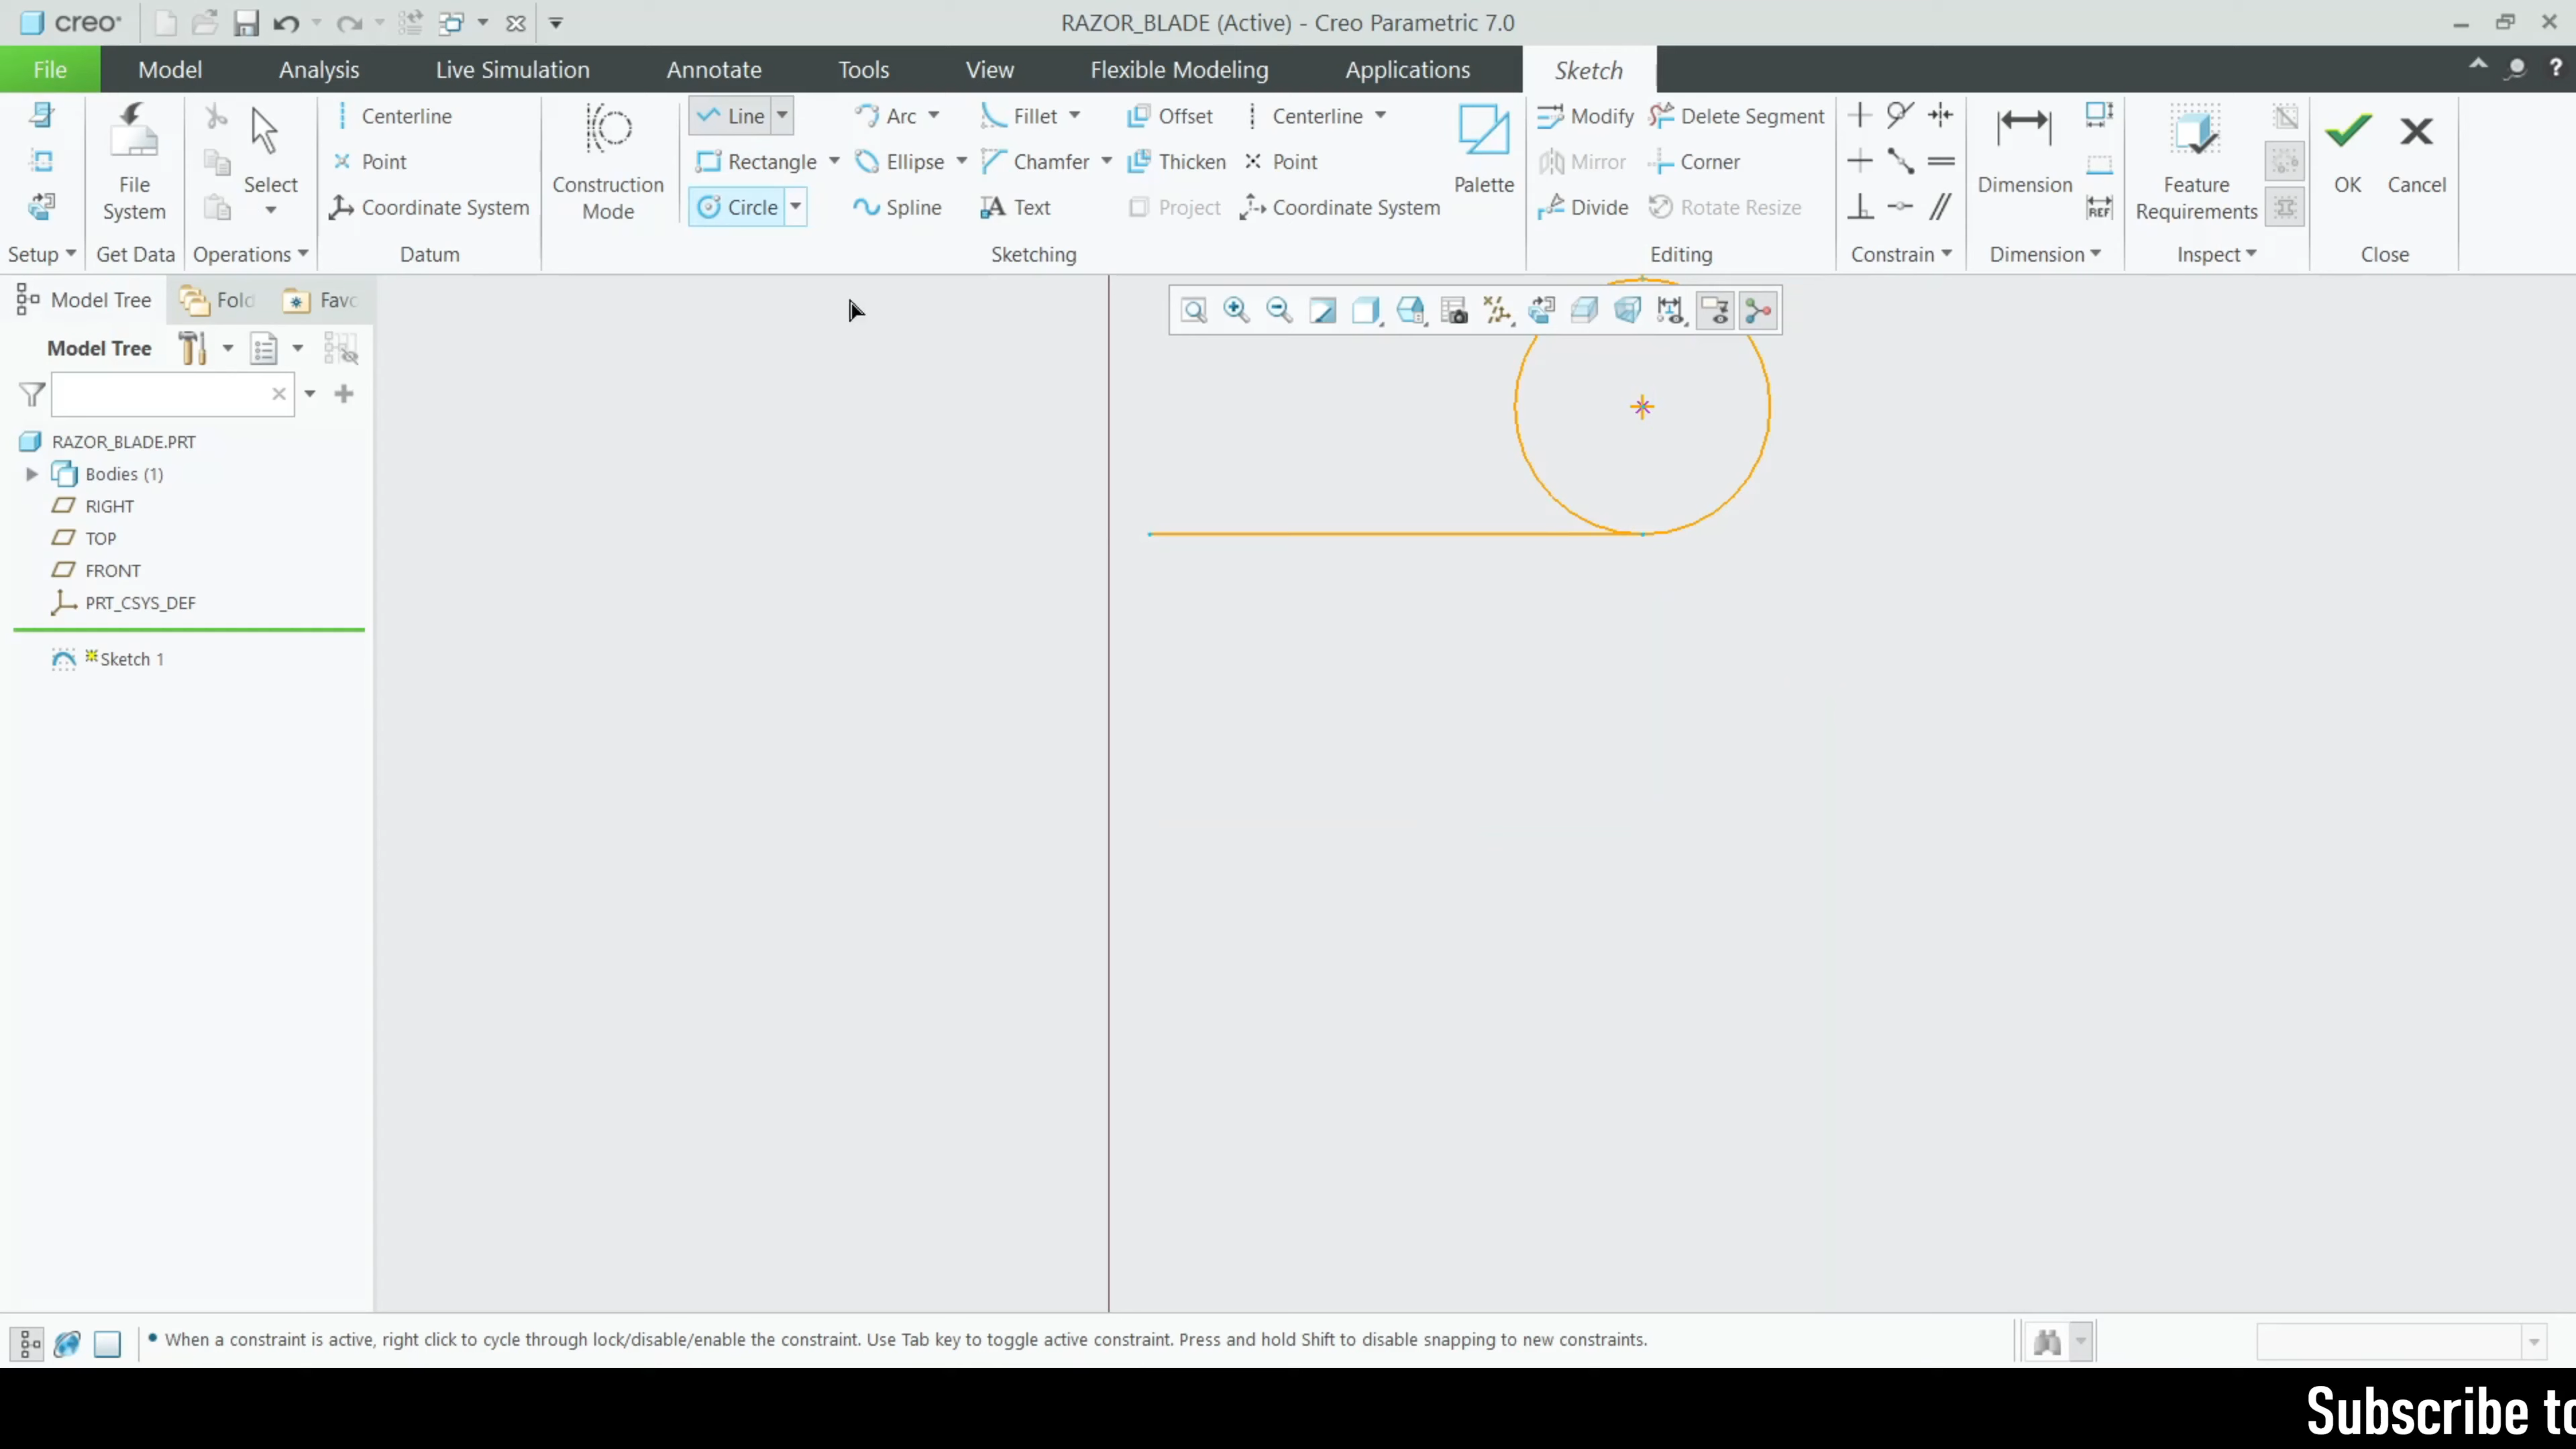 creo
RAZOR_BLADE (Active) - Creo Parametric 7.0
File Model Analysis Live Simulation Annotate Tools View Flexible Modeling Applications Sketch
Centerline
Point
Coordinate System
File System
Select
Construction Mode
Line
Rectangle
Circle
Arc
Ellipse
Spline
Fillet
Chamfer
Text
Offset
Thicken
Project
Centerline
Point
Coordinate System
Palette
Modify
Mirror
Divide
Delete Segment
Corner
Rotate Resize
Dimension
REF
Feature Requirements
OK
Cancel
Setup Get Data Operations Datum Sketching Editing Constrain Dimension Inspect Close
Model Tree Fold Favo
Model Tree
RAZOR_BLADE.PRT
Bodies (1)
RIGHT
TOP
FRONT
PRT_CSYS_DEF
Sketch 1
When a constraint is active, right click to cycle through lock/disable/enable the constraint. Use Tab key to toggle active constraint. Press and hold Shift to disable snapping to new constraints.
Subscribe to